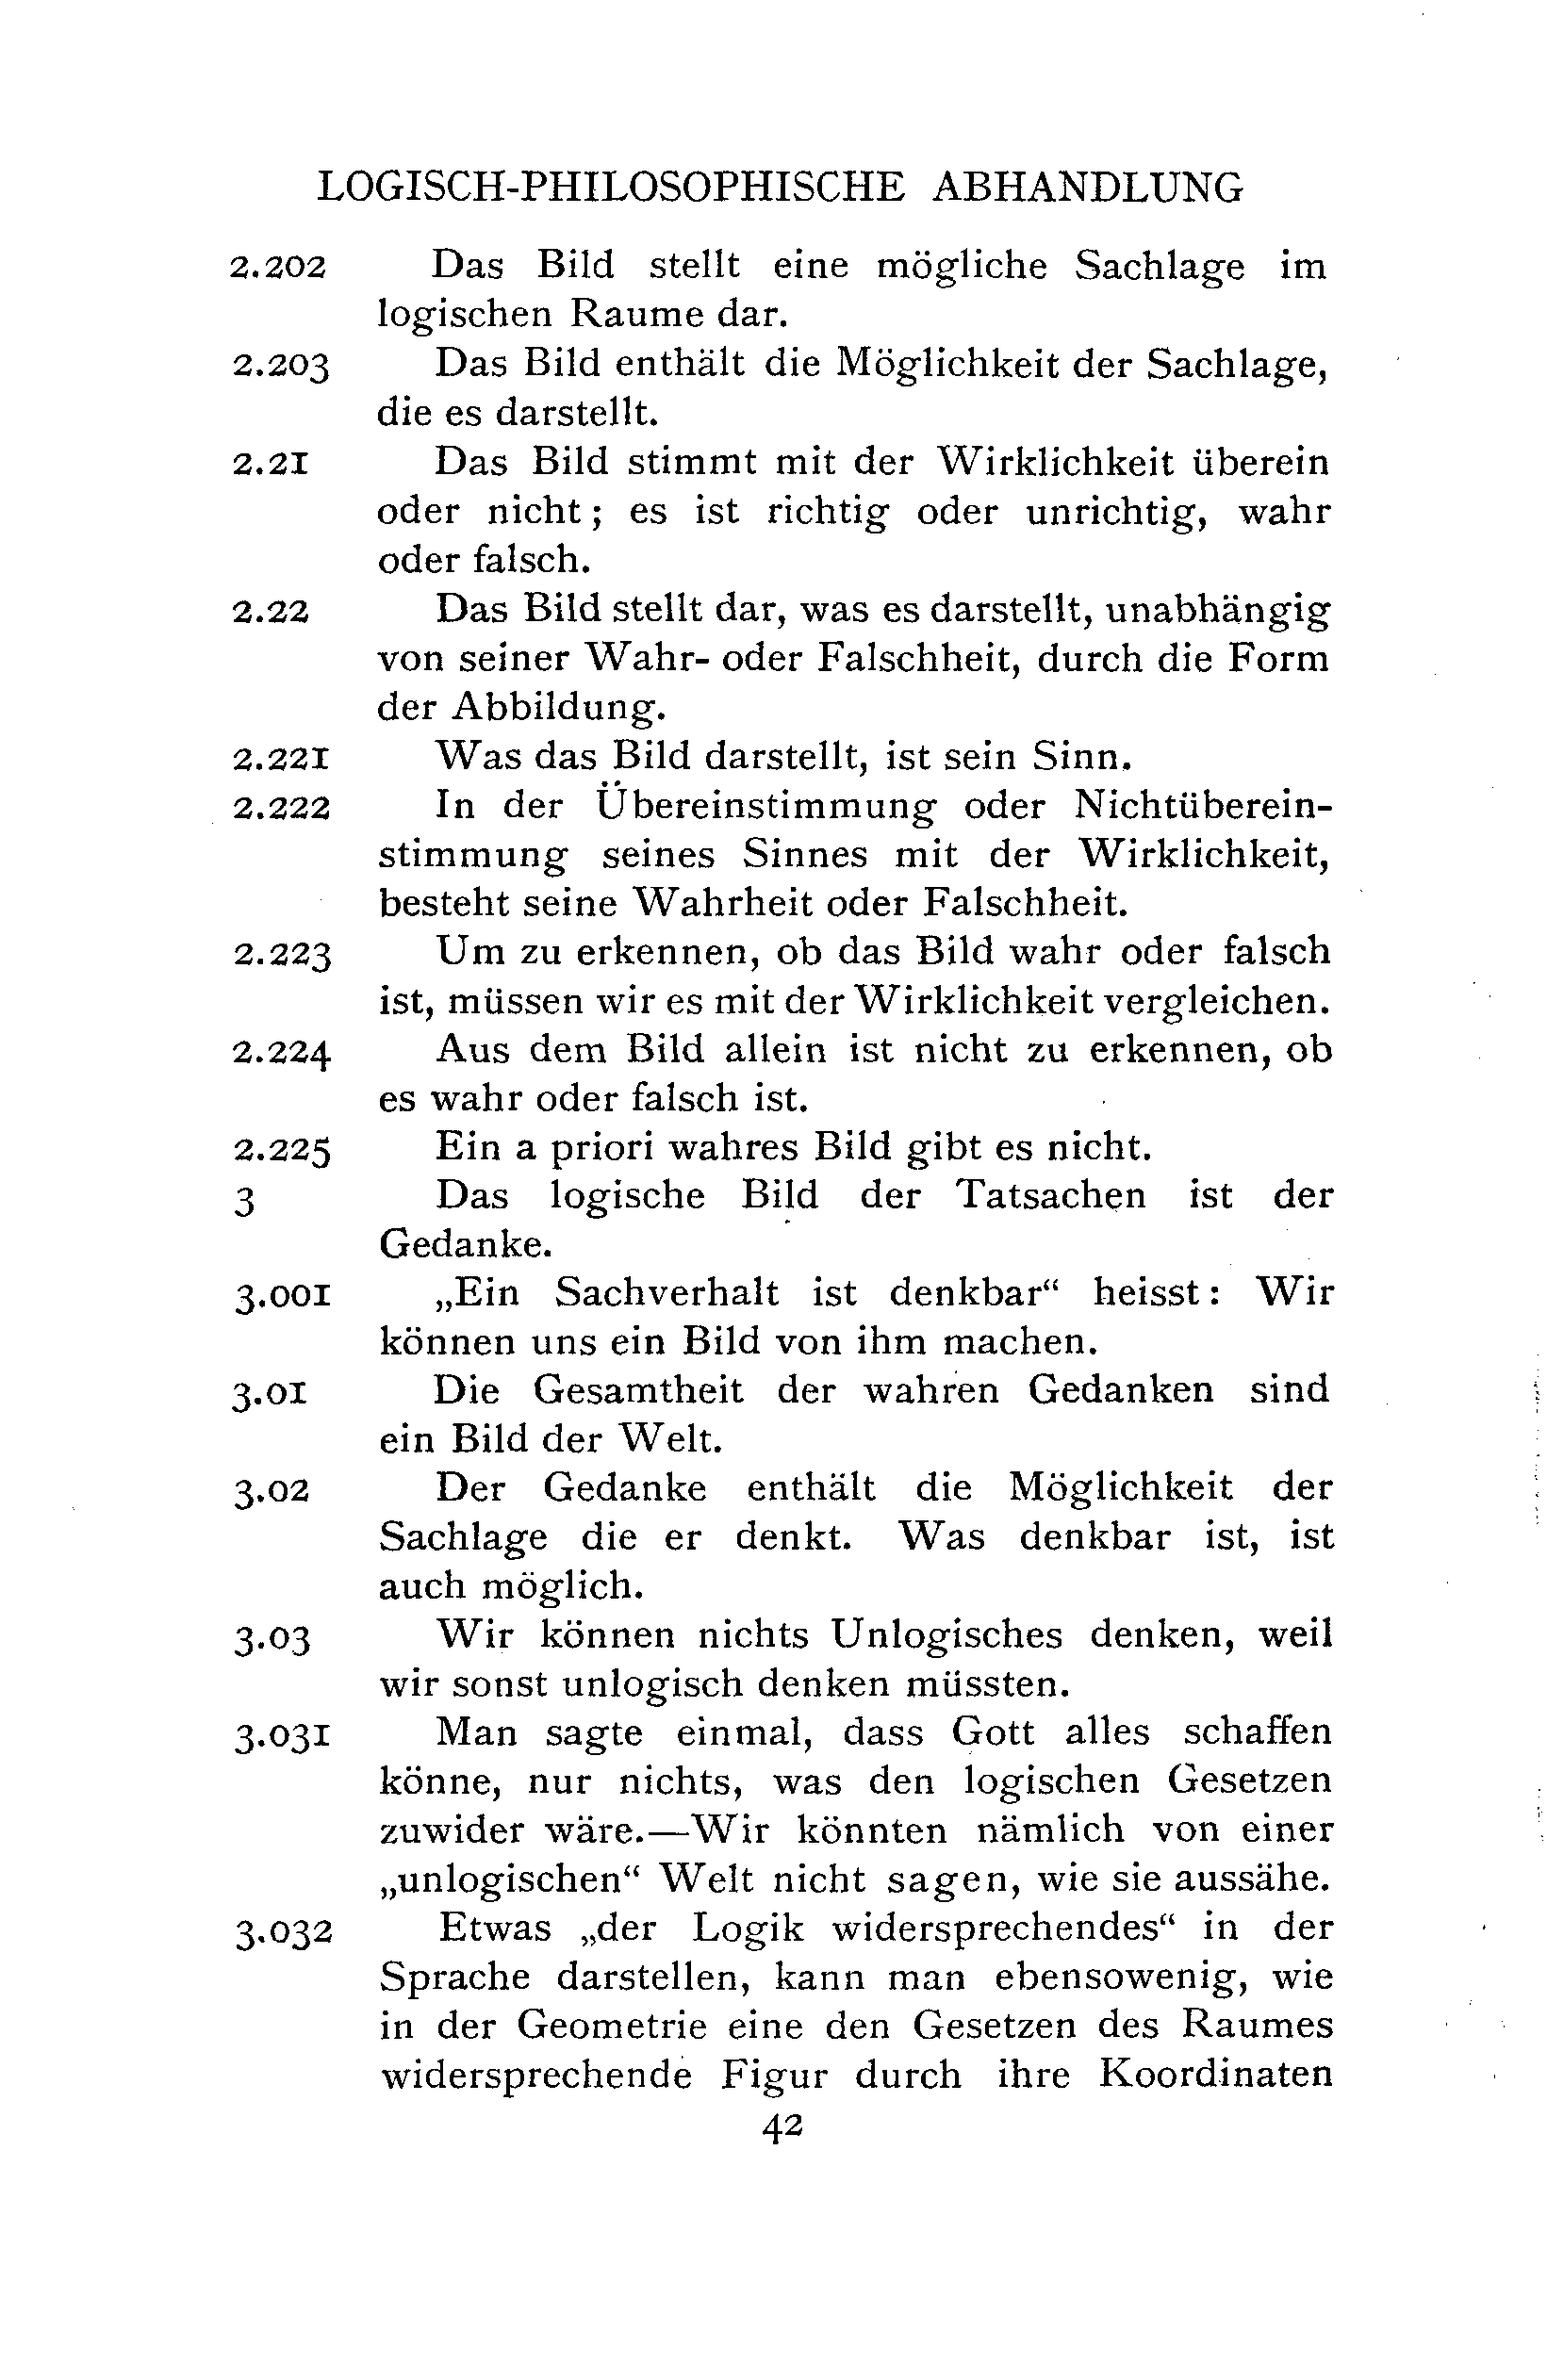 LOGISCH-PHILOSOPHISCHE ABHANDLUNG
2.202 Das Bild stellt eine mögliche Sachlage im
logischen Raume dar.
2.203 Das Bild enthält die Möglichkeit der Sachlage,
die es darstellt.
2.21 Das Bild stimmt mit der Wirklichkeit überein
oder nicht; es ist richtig oder unrichtig, wahr
oder falsch.
2.22 Das Bild stellt dar, was es darstellt, unabhängig
von seiner Wahr- oder Falschheit, durch die Form
der Abbildung.
2.221 Was das Bild darstellt, ist sein Sinn.
2.222 In der Übereinstimmung oder Nichtüberein-
stimmung seines Sinnes mit der Wirklichkeit,
besteht seine Wahrheit oder Falschheit.
2.223 Um zu erkennen, ob das Bild wahr oder falsch
ist, müssen wir es mit der Wirklichkeit vergleichen.
2.224 Aus dem Bild allein ist nicht zu erkennen, ob
es wahr oder falsch ist.
2.225 Ein a priori wahres Bild gibt es nicht.
3 Das logische Bild der Tatsachen ist der
Gedanke.
3.001 „Ein Sachverhalt ist denkbar“ heisst: Wir
können uns ein Bild von ihm machen.
3.01 Die Gesamtheit der wahren Gedanken sind
ein Bild der Welt.
3.02 Der Gedanke enthält die Möglichkeit der
Sachlage die er denkt. Was denkbar ist, ist
auch möglich.
3.03 Wir können nichts Unlogisches denken, weil
wir sonst unlogisch denken müssten.
3.031 Man sagte einmal, dass Gott alles schaffen
könne, nur nichts, was den logischen Gesetzen
zuwider wäre.—Wir könnten nämlich von einer
„unlogischen“ Welt nicht sagen, wie sie aussähe.
3.032 Etwas „der Logik widersprechendes“ in der
Sprache darstellen, kann man ebensowenig, wie
in der Geometrie eine den Gesetzen des Raumes
widersprechende Figur durch ihre Koordinaten
42